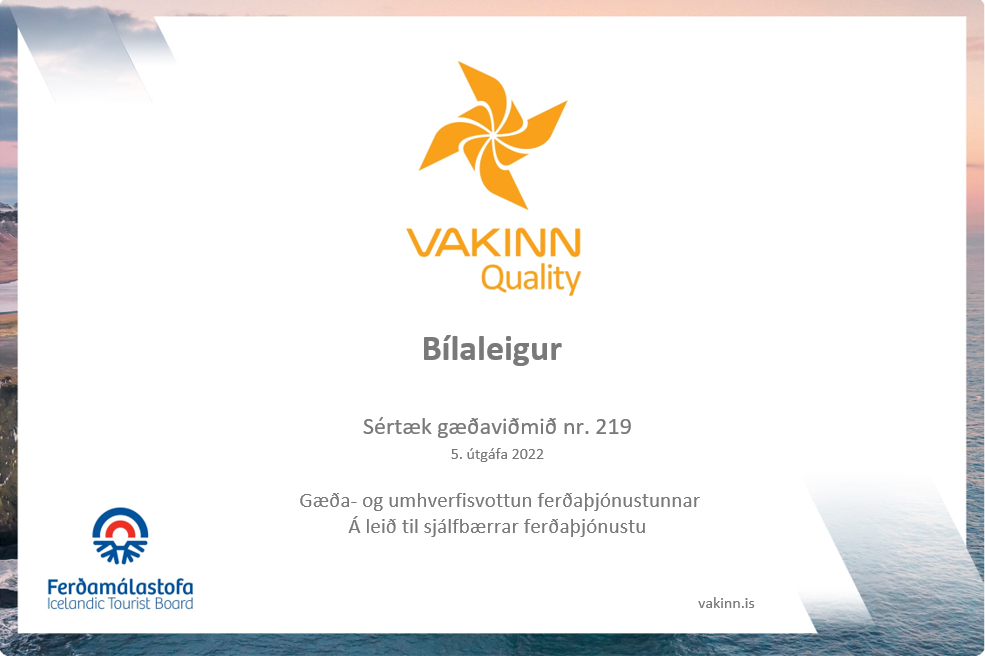 VAKINN
Quality
Bílaleigur
Sértæk gæðaviðmið nr. 219
5. útgáfa 2022
Gæða- og umhverfisvottun ferðaþjónustunnar
Á leið til sjálfbærrar ferðaþjónustu
Ferðamálastofa
Icelandic Tourist Board
vakinn.is